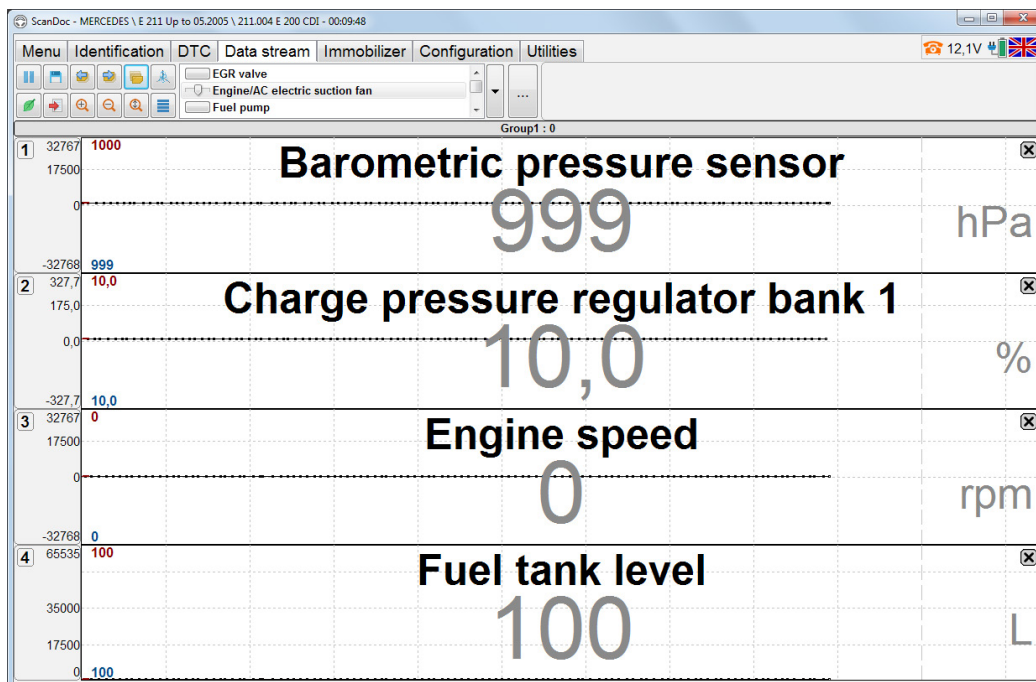 ScanDoc - MERCEDES \ E 211 Up to 05.2005 \ 211.004 E 200 CDI - 00:09:48
Menu Identification DTC Data stream Immobilizer Configuration Utilities 12,1V
EGR valve
Engine/AC electric suction fan
Fuel pump
...
Group1 : 0
1 32767 1000 Barometric pressure sensor
17500
0 999 hPa
-32768 999
2 327,7 10,0 Charge pressure regulator bank 1
175,0
0,0 10,0 %
-327,7 10,0
3 32767 0 Engine speed
17500
0 0 rpm
-32768 0
4 65535 100 Fuel tank level
35000 100 L
17500
0 100